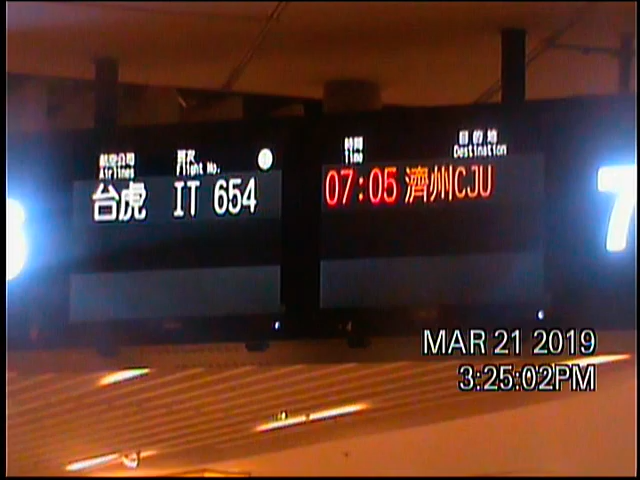 航空公司 班次
Airlines Flight No.
台虎 IT 654
時間 目的地
Time Destination
07:05 濟州CJU
7
MAR 21 2019
3:25:02PM